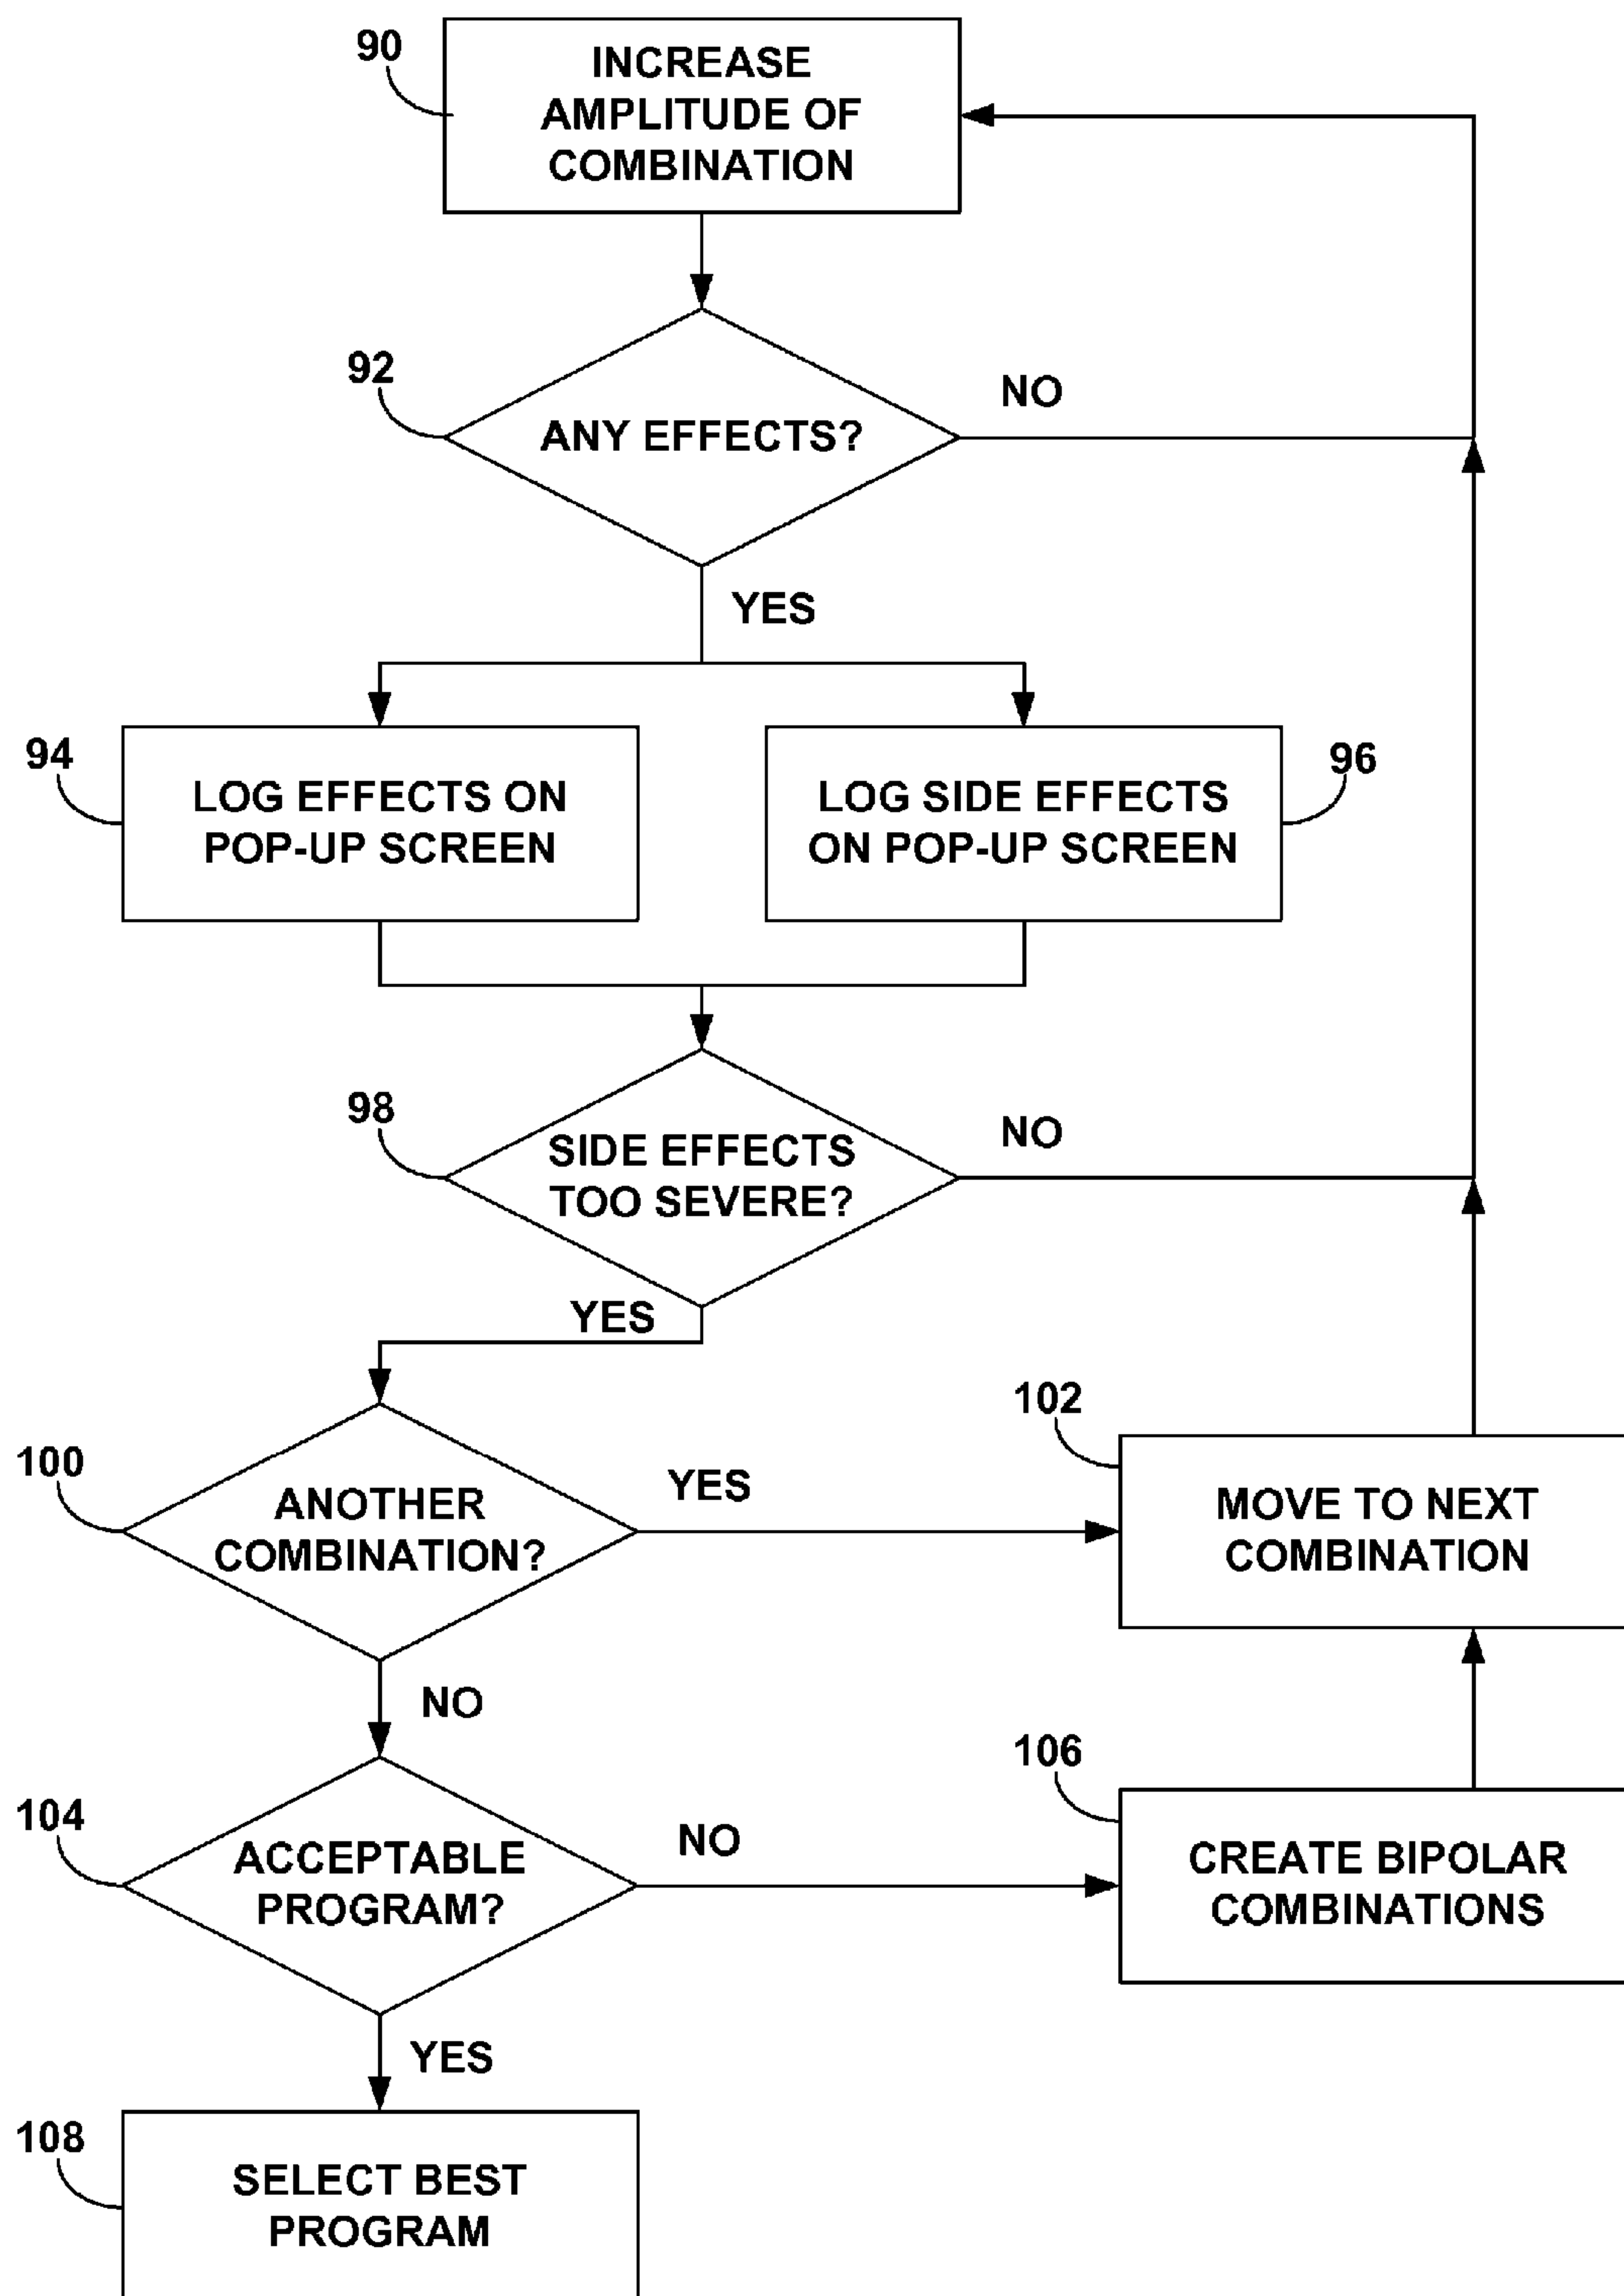 90
INCREASE
AMPLITUDE OF
COMBINATION
92
ANY EFFECTS?
NO
YES
94
LOG EFFECTS ON
POP-UP SCREEN
LOG SIDE EFFECTS
ON POP-UP SCREEN
96
98
SIDE EFFECTS
TOO SEVERE?
NO
YES
100
ANOTHER
COMBINATION?
YES
102
MOVE TO NEXT
COMBINATION
NO
104
ACCEPTABLE
PROGRAM?
NO
106
CREATE BIPOLAR
COMBINATIONS
YES
108
SELECT BEST
PROGRAM